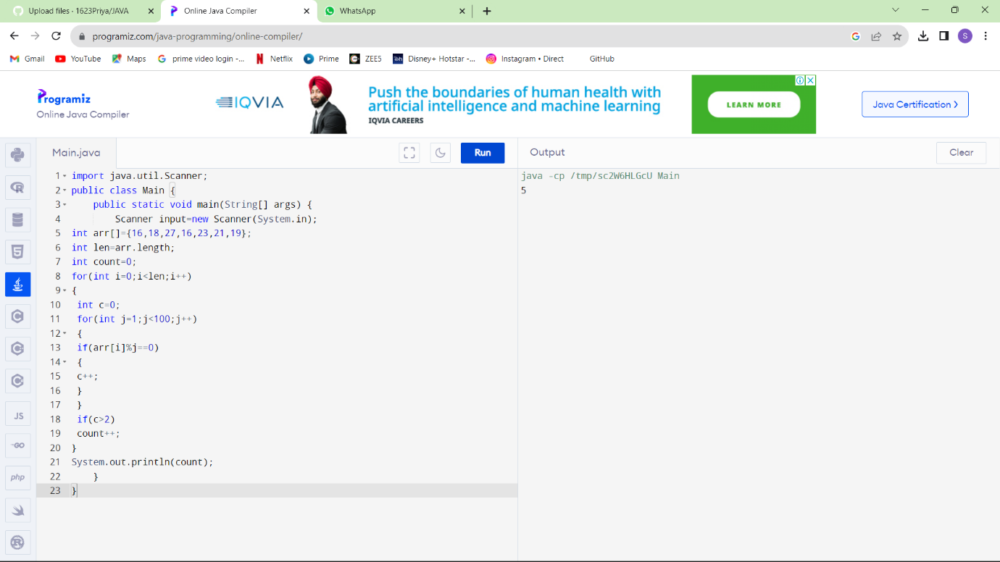 Upload files · 1623Priya/JAVA
Online Java Compiler
WhatsApp
programiz.com/java-programming/online-compiler/
S
Gmail
YouTube
Maps
prime video login -...
Netflix
Prime
ZEE5
Disney+ Hotstar -...
Instagram • Direct
GitHub
Programiz
Online Java Compiler
IQVIA
Push the boundaries of human health with
artificial intelligence and machine learning
IQVIA CAREERS
LEARN MORE
Java Certification >
Main.java
Run
Output
Clear
1 import java.util.Scanner;
2 public class Main {
3 public static void main(String[] args) {
4 Scanner input=new Scanner(System.in);
5 int arr[]={16,18,27,16,23,21,19};
6 int len=arr.length;
7 int count=0;
8 for(int i=0;i<len;i++)
9 {
10 int c=0;
11 for(int j=1;j<100;j++)
12 {
13 if(arr[i]%j==0)
14 {
15 c++;
16 }
17 }
18 if(c>2)
19 count++;
20 }
21 System.out.println(count);
22 }
23 }
java -cp /tmp/sc2W6HLGcU Main
5
JS
GO
php